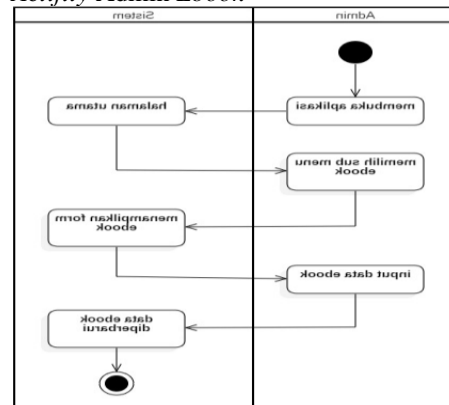 Activity Admin Ebook
Sistem
Admin
membuka aplikasi
halaman utama
memilih sub menu
ebook
menampilkan form
ebook
input data ebook
data ebook
diperbarui